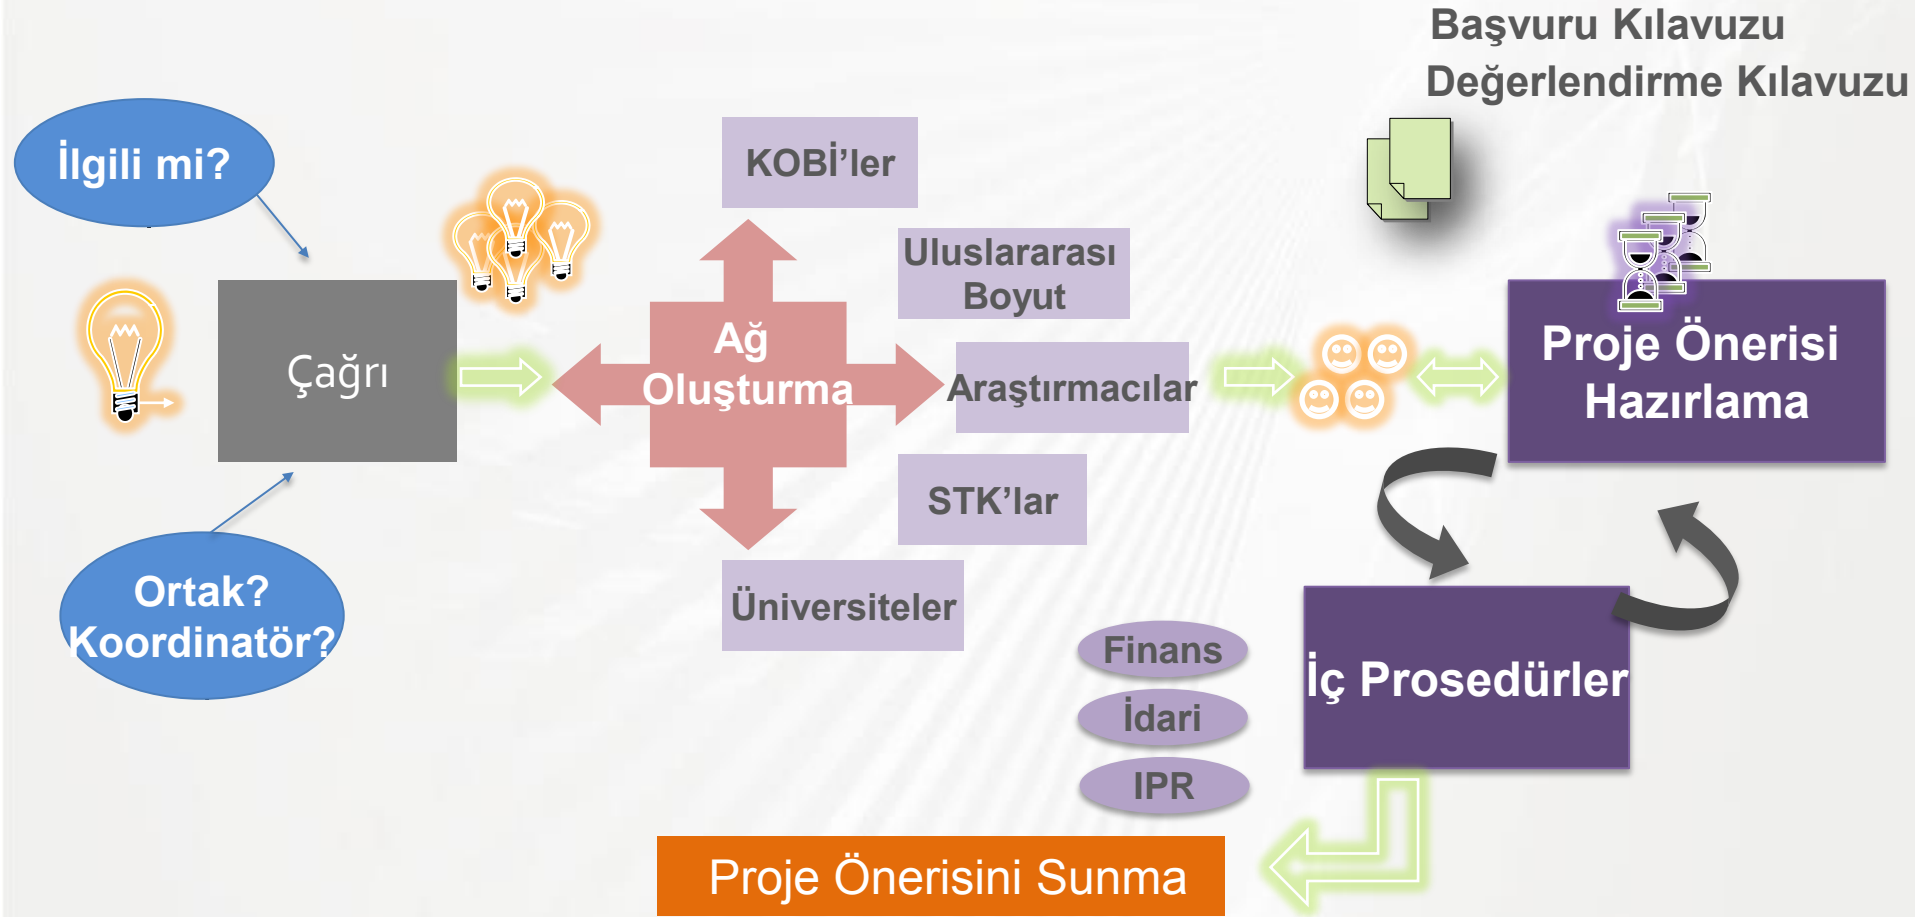 Başvuru Kılavuzu
Değerlendirme Kılavuzu
İlgili mi?
KOBİ’ler
Uluslararası
Boyut
Çağrı
Ağ
Oluşturma
Araştırmacılar
Proje Önerisi
Hazırlama
STK’lar
Ortak?
Koordinatör?
Üniversiteler
Finans
İdari
IPR
İç Prosedürler
Proje Önerisini Sunma